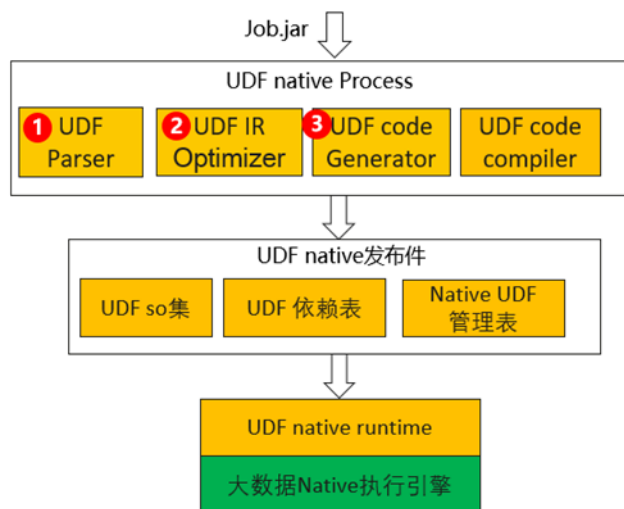 Job.jar
UDF native Process
1 UDF
Parser
2 UDF IR
Optimizer
3 UDF code
Generator
UDF code
compiler
UDF native发布件
UDF so集
UDF 依赖表
Native UDF
管理表
UDF native runtime
大数据Native执行引擎